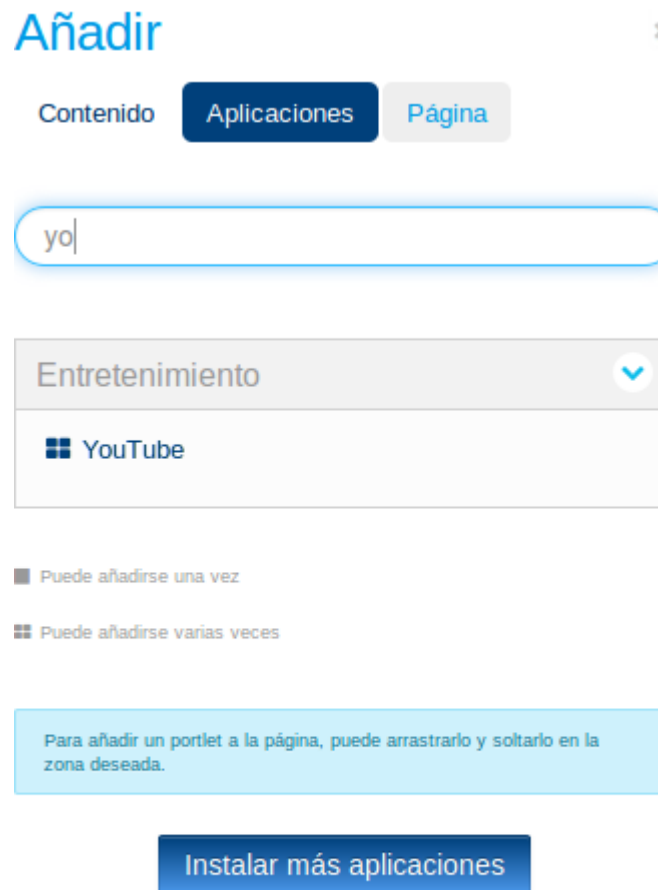 Añadir
Contenido Aplicaciones Página
yo
Entretenimiento
YouTube
Puede añadirse una vez
Puede añadirse varias veces
Para añadir un portlet a la página, puede arrastrarlo y soltarlo en la
zona deseada.
Instalar más aplicaciones